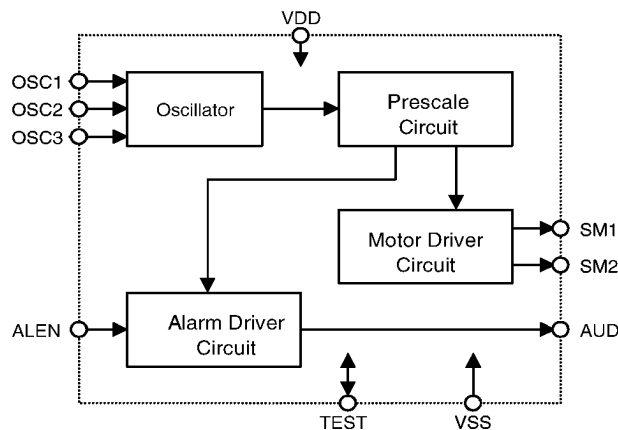 VDD
OSC1
OSC2
OSC3
Oscillator
Prescale
Circuit
Motor Driver
Circuit
SM1
SM2
ALEN
Alarm Driver
Circuit
AUD
TEST
VSS